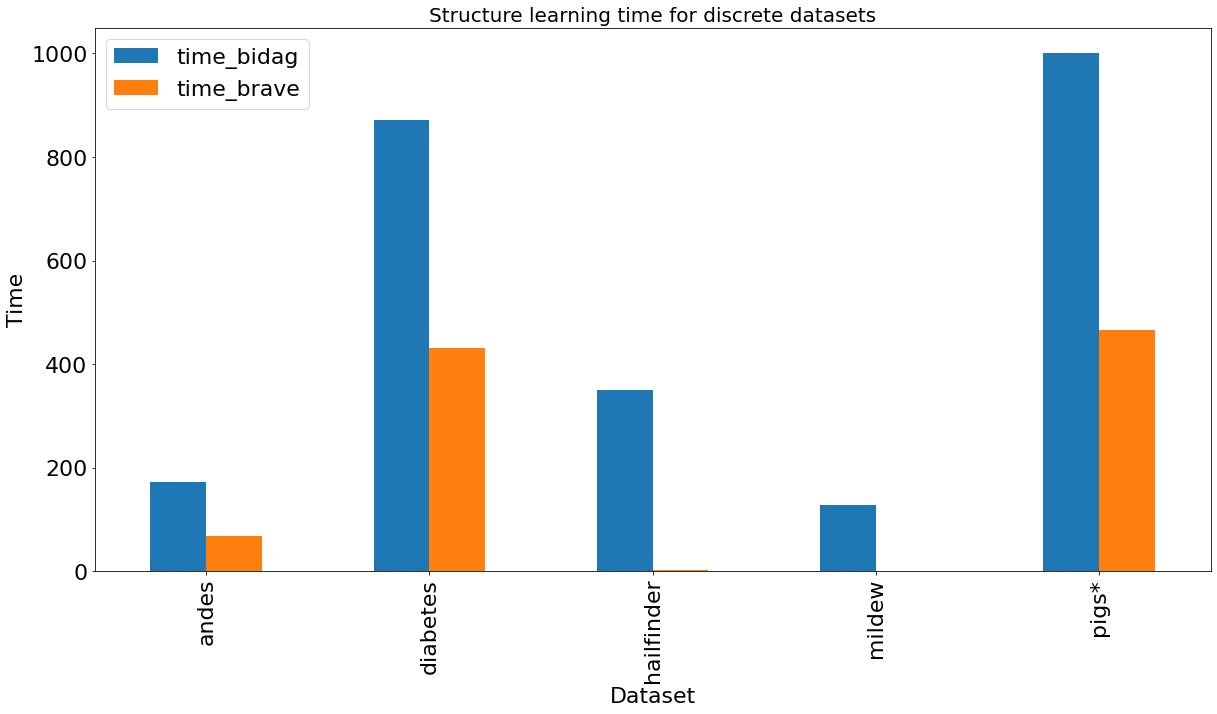 Structure learning time for discrete datasets
time_bidag
time_brave
1000
800
600
400
200
0
Time
andes
diabetes
hailfinder
mildew
pigs*
Dataset